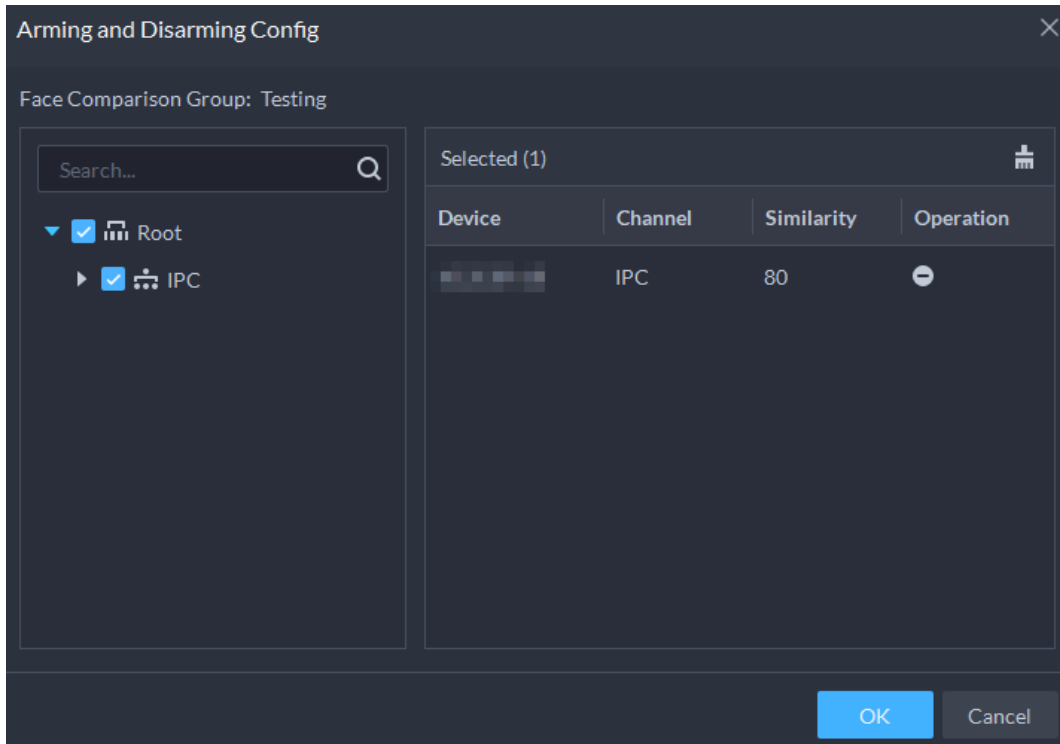 Arming and Disarming Config
Face Comparison Group: Testing
Search...
Root
IPC
Selected (1)
Device Channel Similarity Operation
IPC 80
OK Cancel